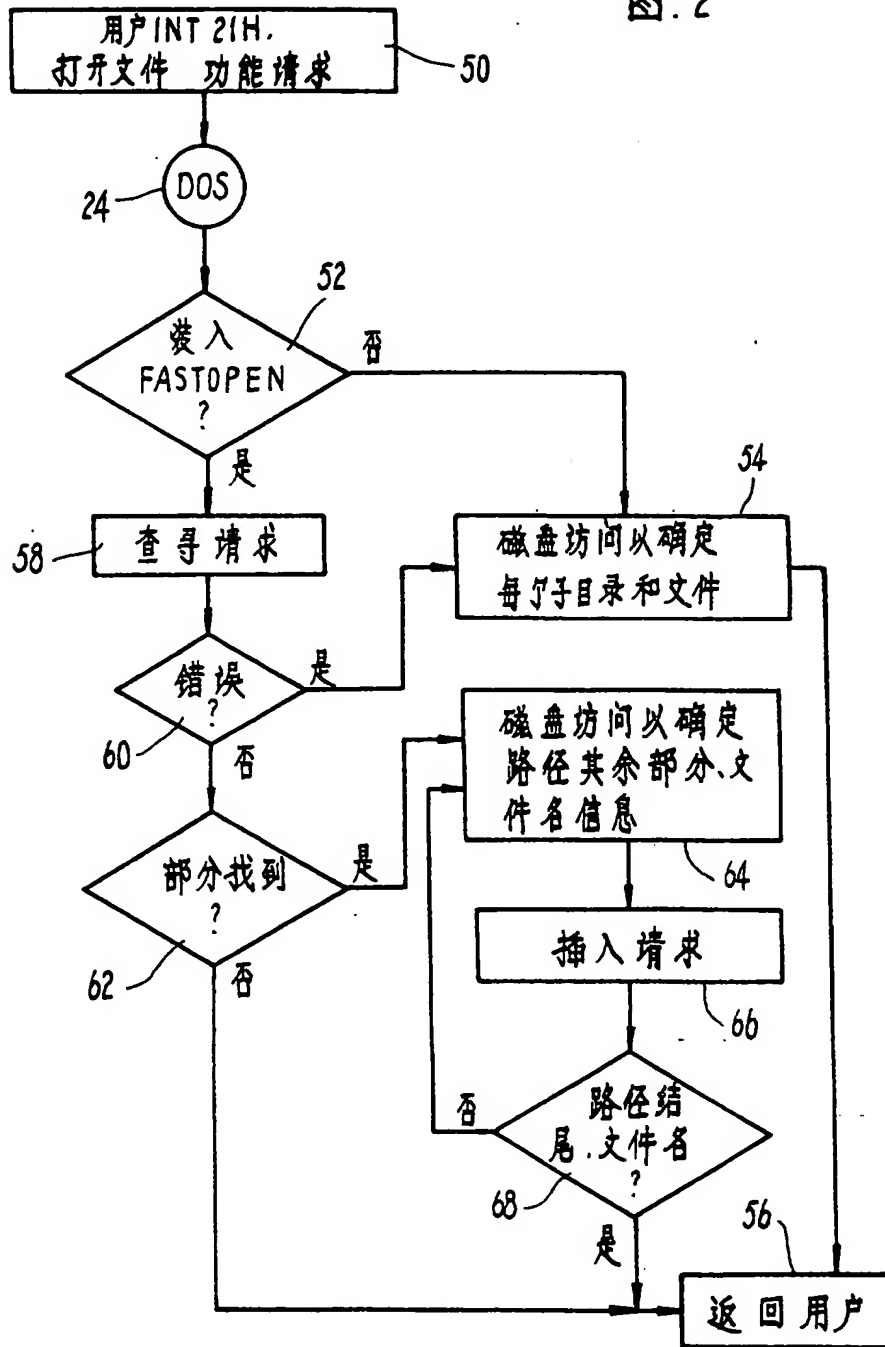 图.2
用户INT 21H.
打开文件 功能请求
50
DOS
24
52
装入
FASTOPEN
?
否
是
54
58
查寻请求
磁盘访问以确定
每个子目录和文件
错误
?
是
60
否
磁盘访问以确定
路径其余部分、文
件名信息
部分找到
?
是
64
62
否
插入请求
66
路径结
尾、文件名
?
否
68
是
56
返回用户